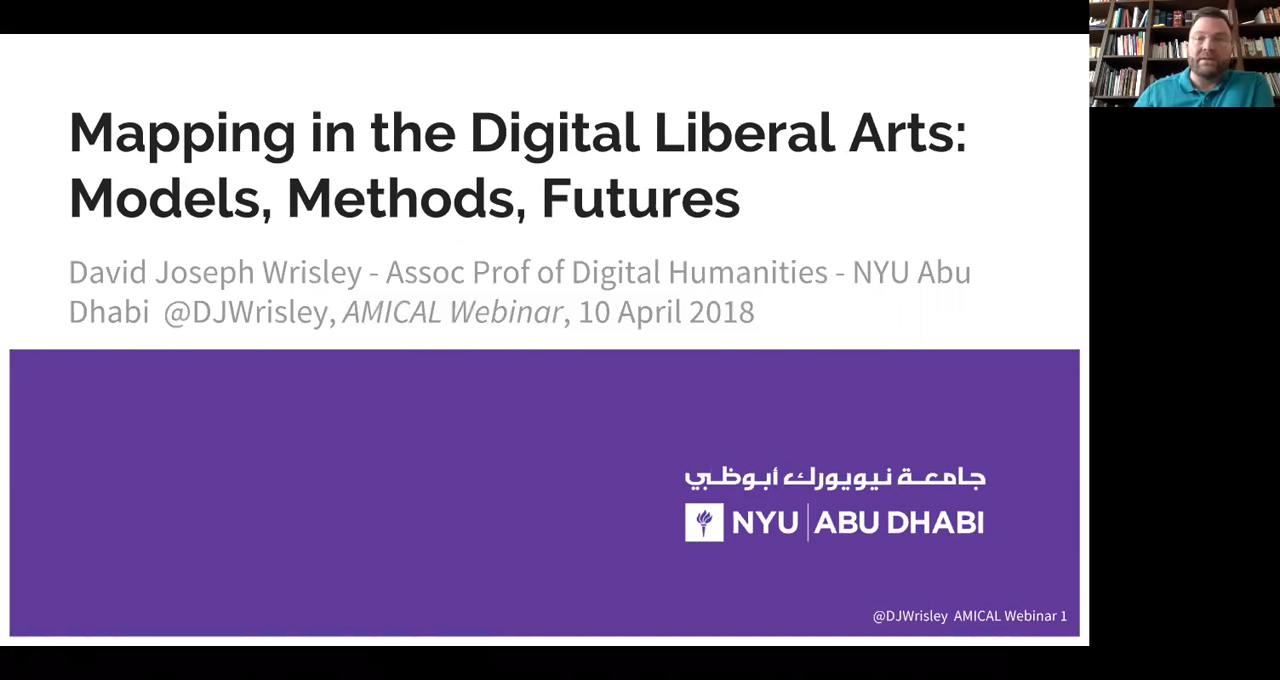 Mapping in the Digital Liberal Arts:
Models, Methods, Futures
David Joseph Wrisley - Assoc Prof of Digital Humanities - NYU Abu
Dhabi @DJWrisley, AMICAL Webinar, 10 April 2018
جامعة نيويورك أبوظبي
NYU | ABU DHABI
@DJWrisley AMICAL Webinar 1